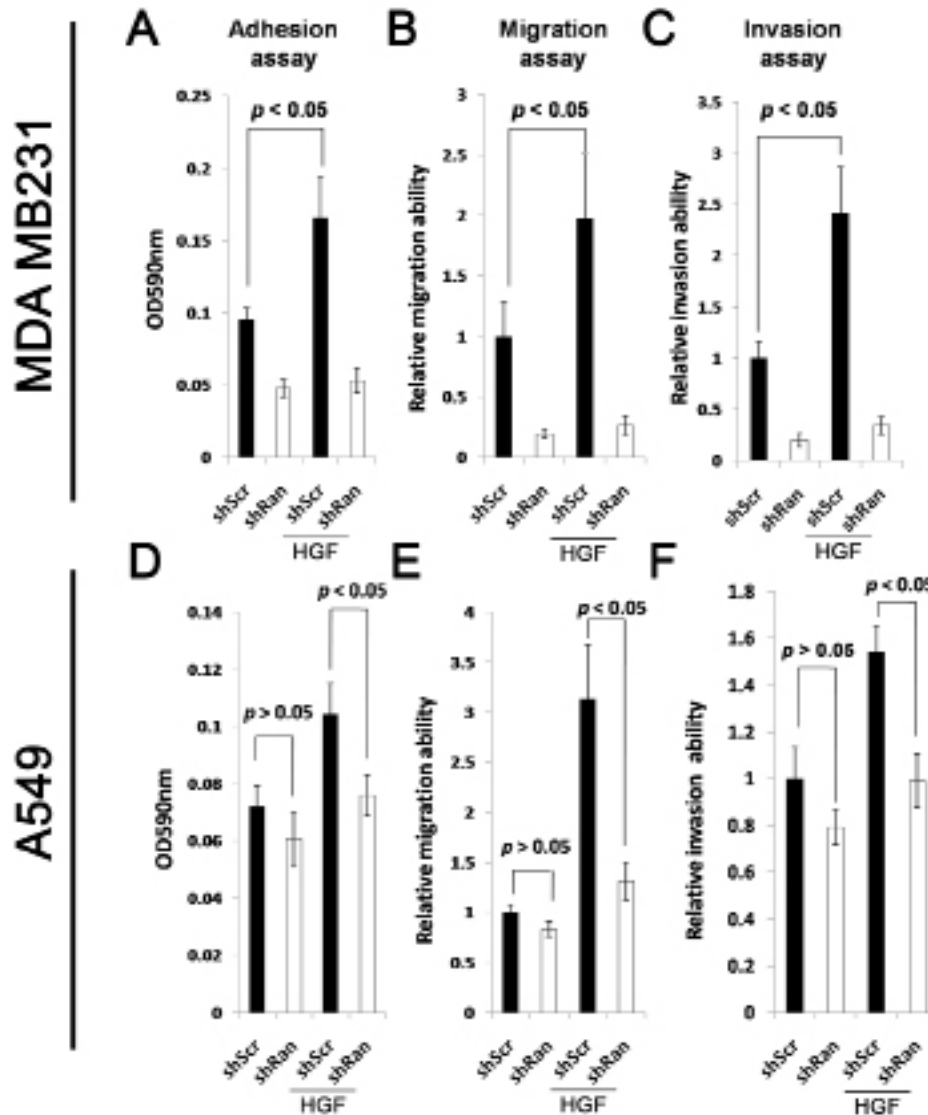 MDA MB231
A
Adhesion
assay
p < 0.05
OD590nm
0.25
0.2
0.15
0.1
0.05
0
shScr
shRan
shScr
shRan
HGF
B
Migration
assay
p < 0.05
Relative migration ability
3
2.5
2
1.5
1
0.5
0
shScr
shRan
shScr
shRan
HGF
C
Invasion
assay
p < 0.05
Relative invasion ability
3.5
3
2.5
2
1.5
1
0.5
0
shScr
shRan
shScr
shRan
HGF
A549
D
p < 0.05
p > 0.05
OD590nm
0.14
0.12
0.1
0.08
0.06
0.04
0.02
0
shScr
shRan
shScr
shRan
HGF
E
p < 0.05
p > 0.05
Relative migration ability
4
3.5
3
2.5
2
1.5
1
0.5
0
shScr
shRan
shScr
shRan
HGF
F
p < 0.05
p > 0.05
Relative invasion ability
1.8
1.6
1.4
1.2
1
0.8
0.6
0.4
0.2
0
shScr
shRan
shScr
shRan
HGF